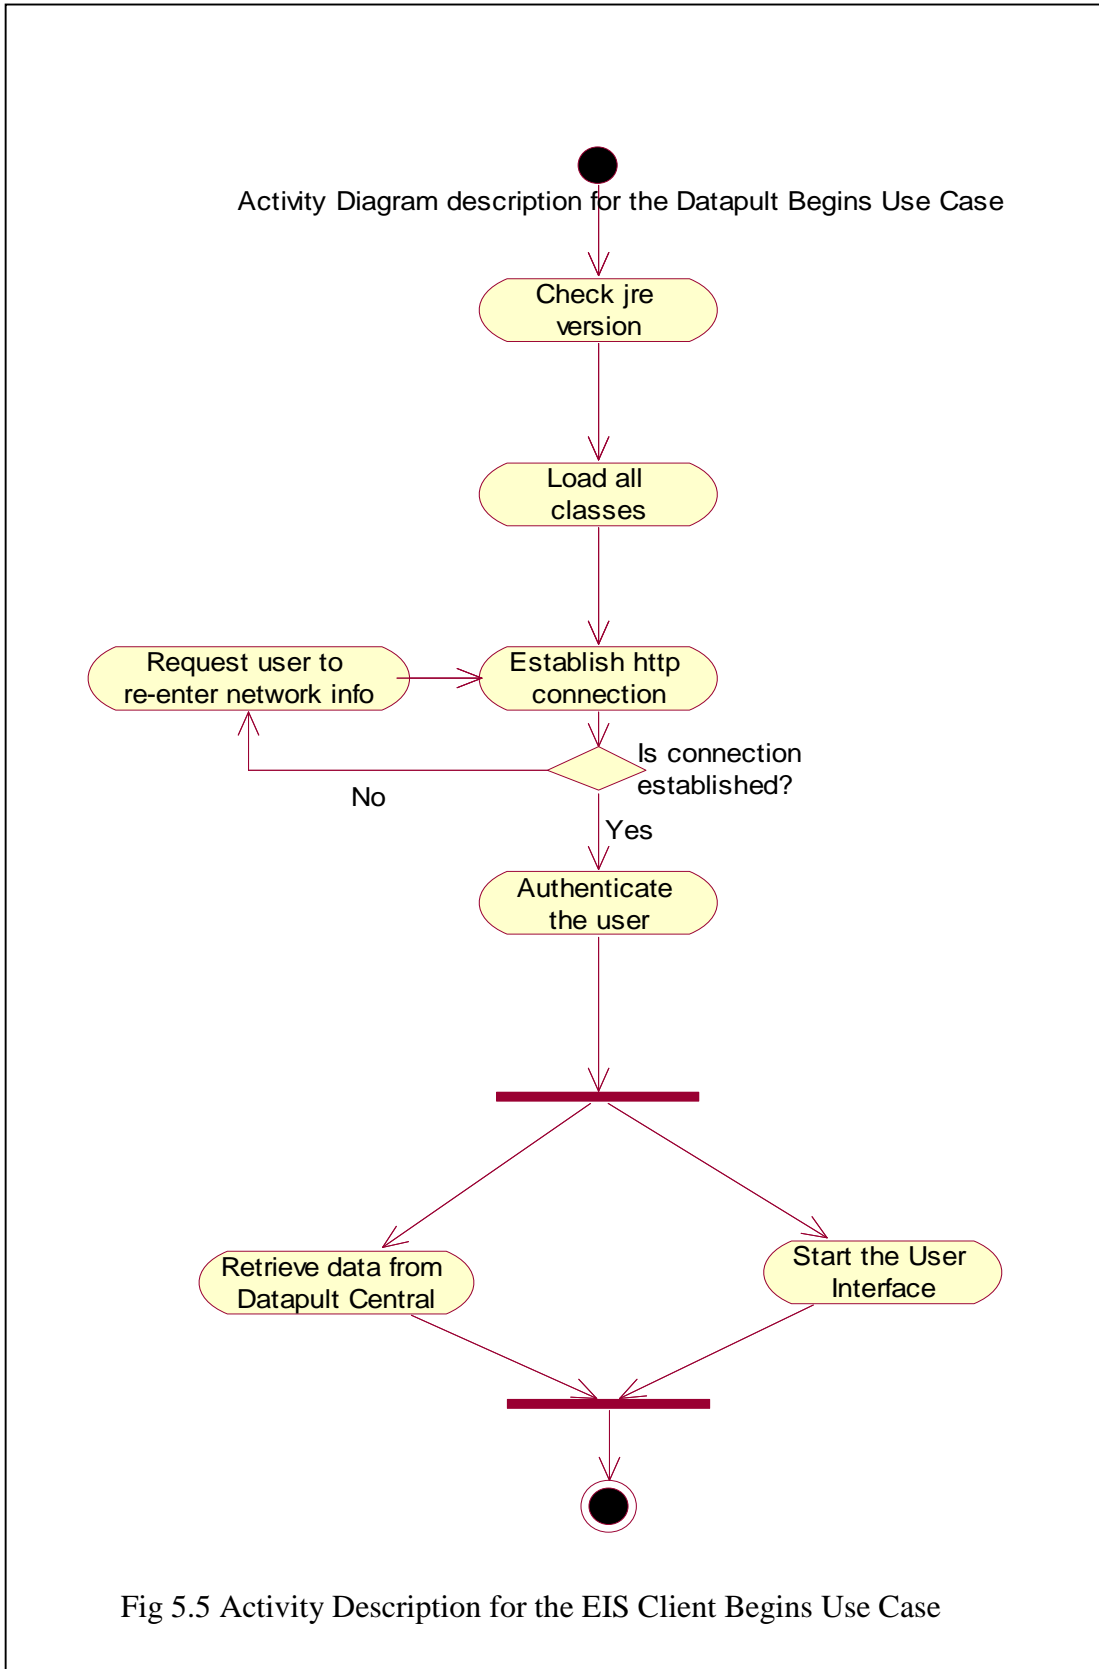 Activity Diagram description for the Datapult Begins Use Case
Check jre
version
Load all
classes
Request user to
re-enter network info
Establish http
connection
Is connection
established?
No
Yes
Authenticate
the user
Retrieve data from
Datapult Central
Start the User
Interface
Fig 5.5 Activity Description for the EIS Client Begins Use Case